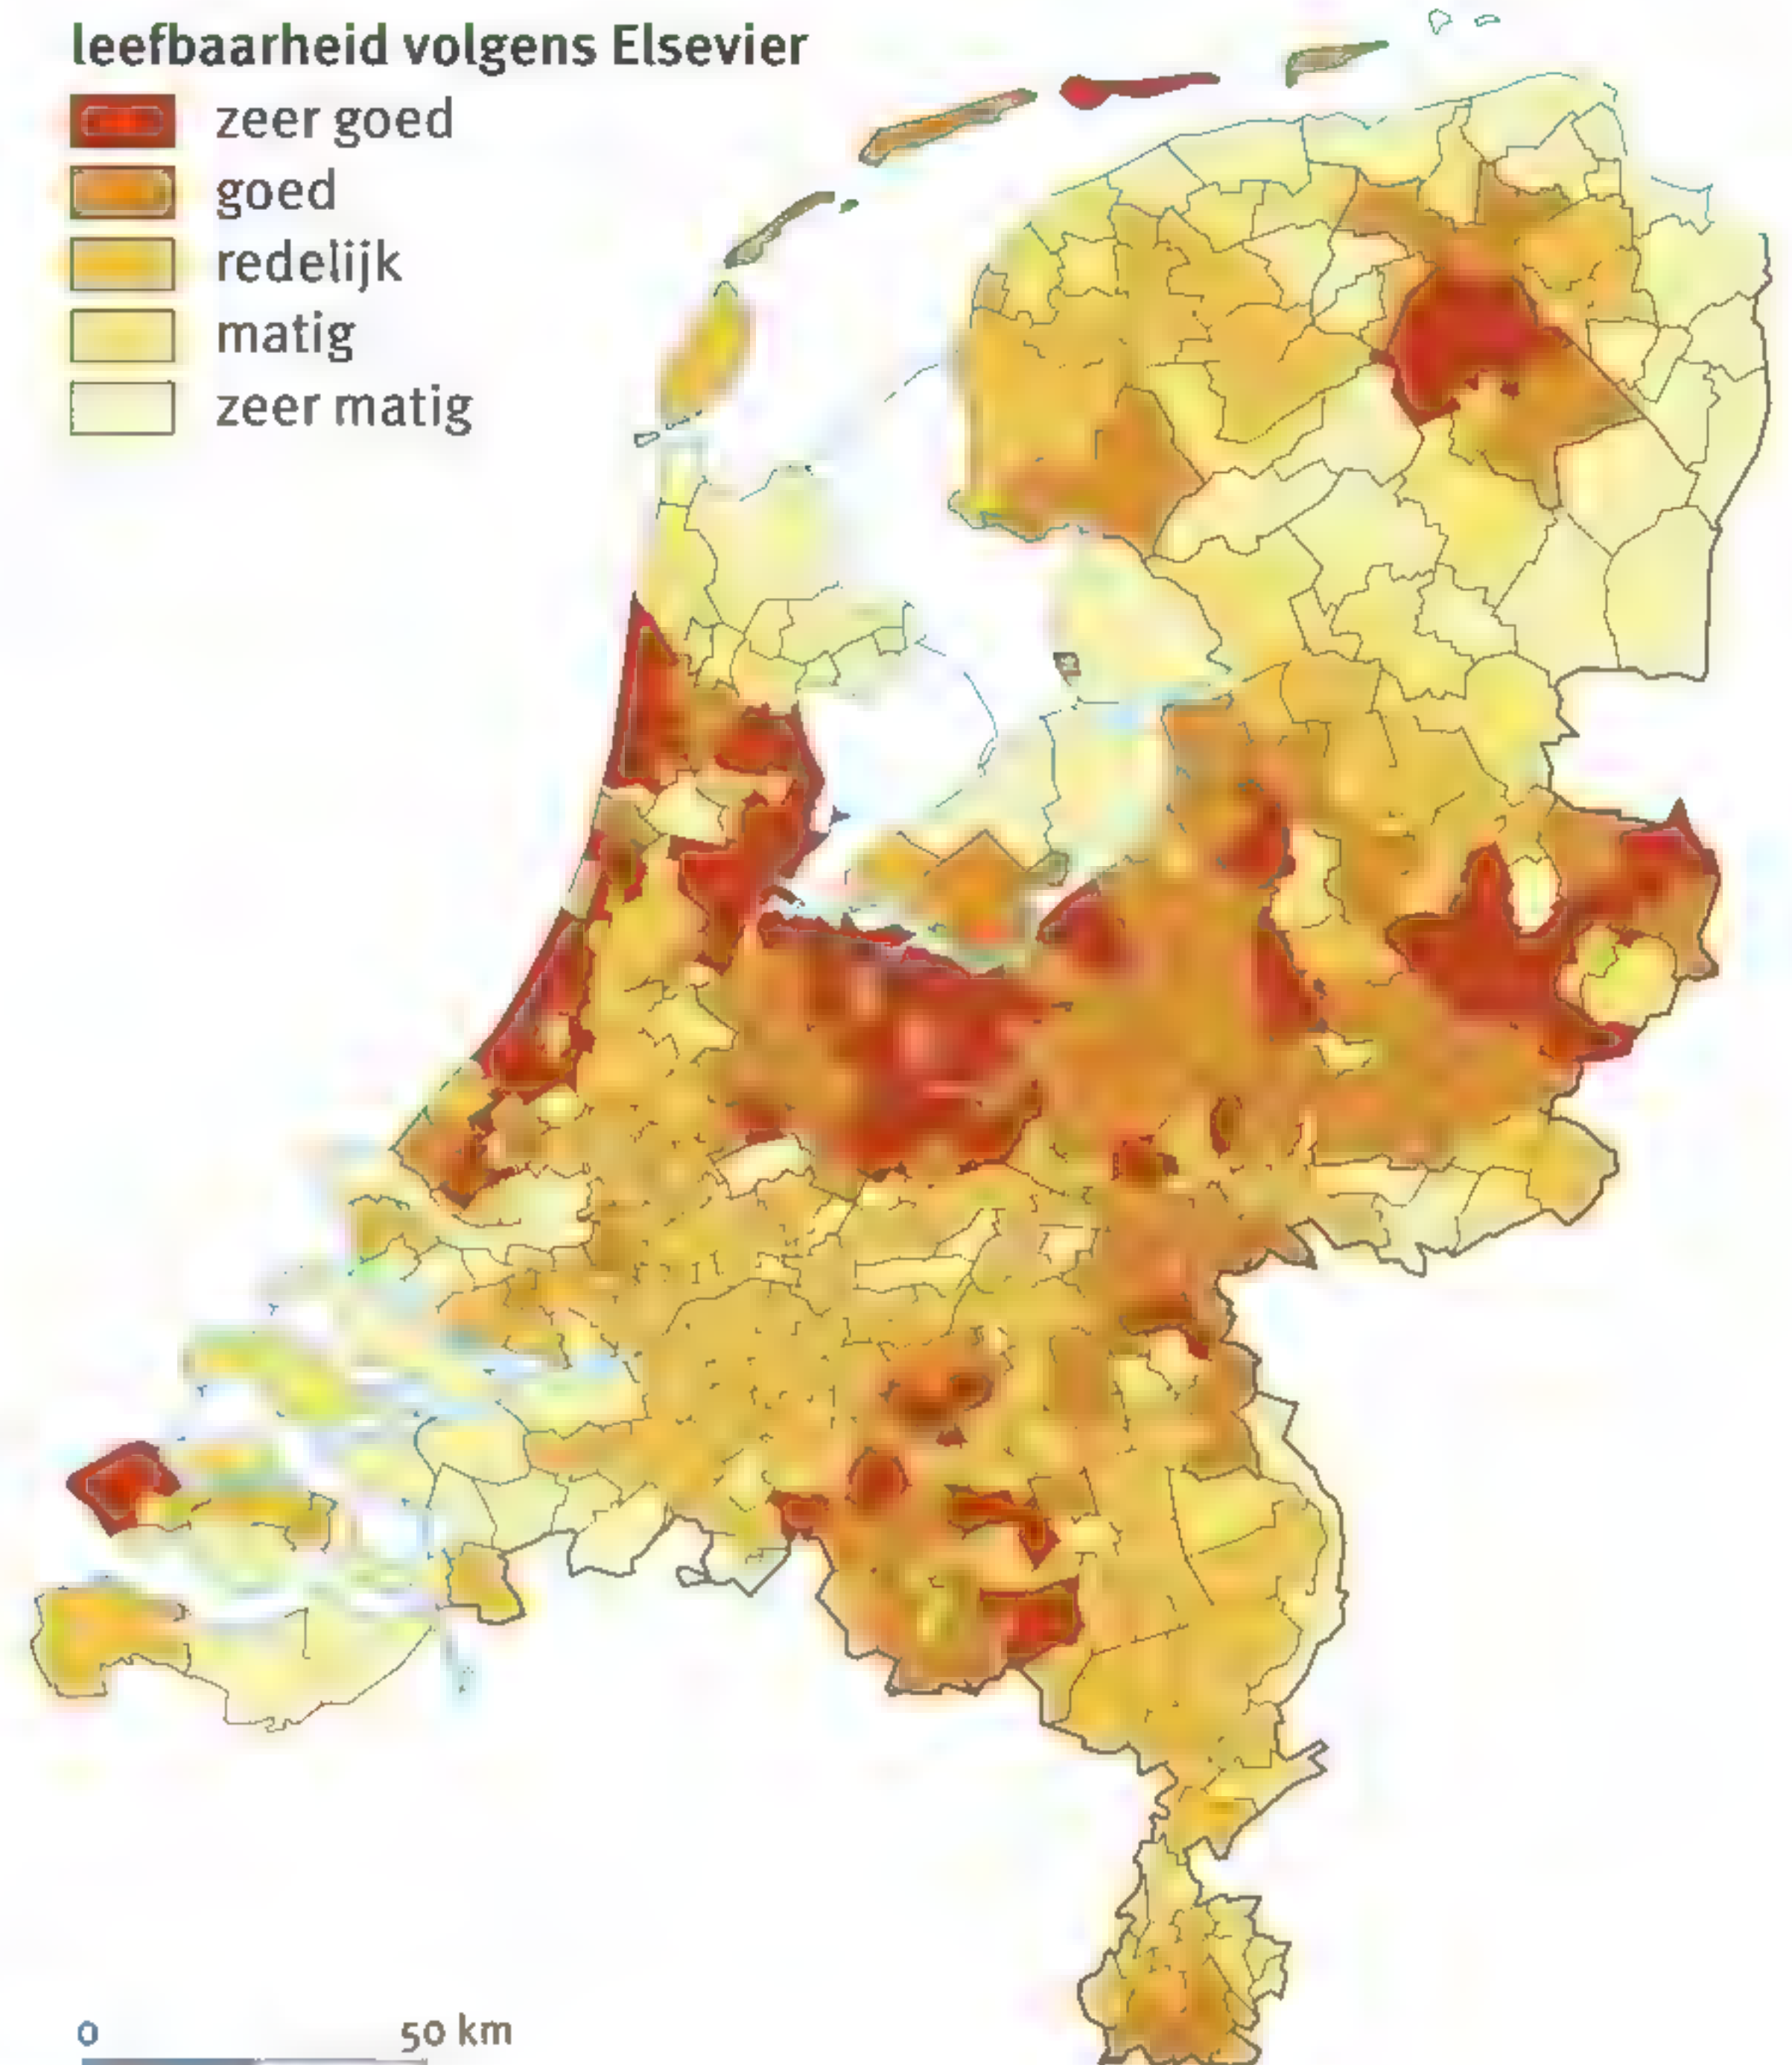 leefbaarheid volgens Elsevier
zeer goed
goed
redelijk
matig
zeer matig
0 50 km